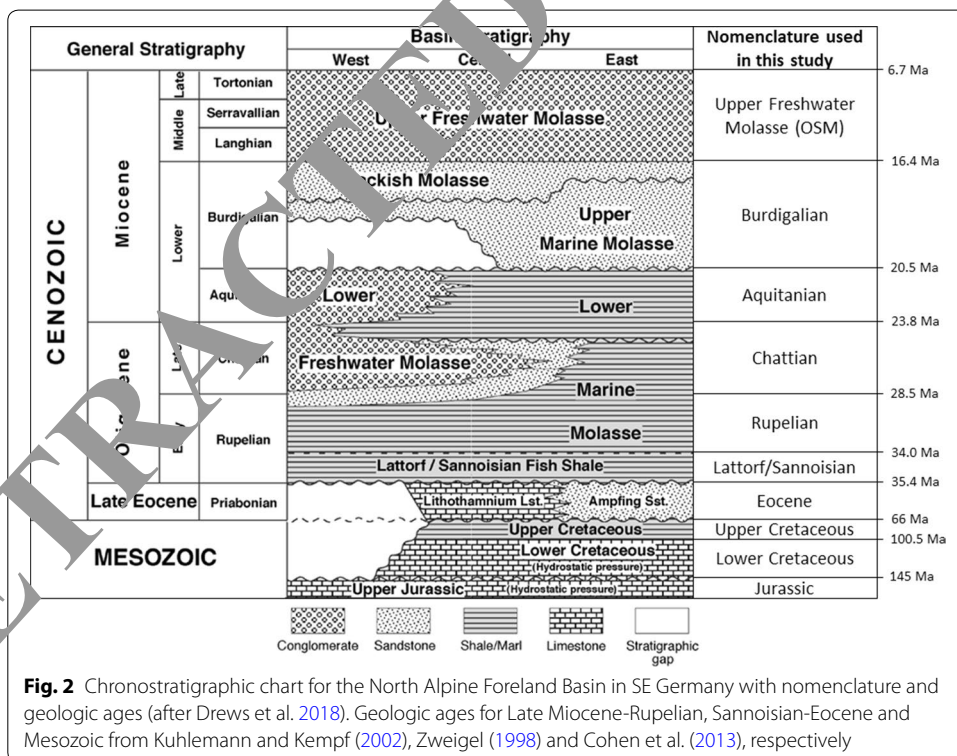 General Stratigraphy
Basin Stratigraphy
West East
Nomenclature used
in this study
6.7 Ma
CENOZOIC
Miocene
Late
Tortonian
Middle
Serravallian
Langhian
Upper Freshwater Molasse
Upper Freshwater
Molasse (OSM)
16.4 Ma
Lower
Burdigalian
Molasse
Upper
Marine Molasse
Burdigalian
20.5 Ma
Lower
Lower
Aquitanian
23.8 Ma
Freshwater Molasse
Chattian
28.5 Ma
Rupelian
Marine
Molasse
Rupelian
34.0 Ma
Lattorf / Sannoisian Fish Shale
Lattorf/Sannoisian
35.4 Ma
Late Eocene
Priabonian
Lithothamnium Lst.
Ampfing Sst.
Eocene
66 Ma
MESOZOIC
Upper Cretaceous
Upper Cretaceous
100.5 Ma
Lower Cretaceous
(Hydrostatic pressure)
Lower Cretaceous
145 Ma
Upper Jurassic (Hydrostatic pressure)
Jurassic
Conglomerate
Sandstone
Shale/Marl
Limestone
Stratigraphic
gap
ETRACTED
Fig. 2 Chronostratigraphic chart for the North Alpine Foreland Basin in SE Germany with nomenclature and
geologic ages (after Drews et al. 2018). Geologic ages for Late Miocene-Rupelian, Sannoisian-Eocene and
Mesozoic from Kuhlemann and Kempf (2002), Zweigel (1998) and Cohen et al. (2013), respectively